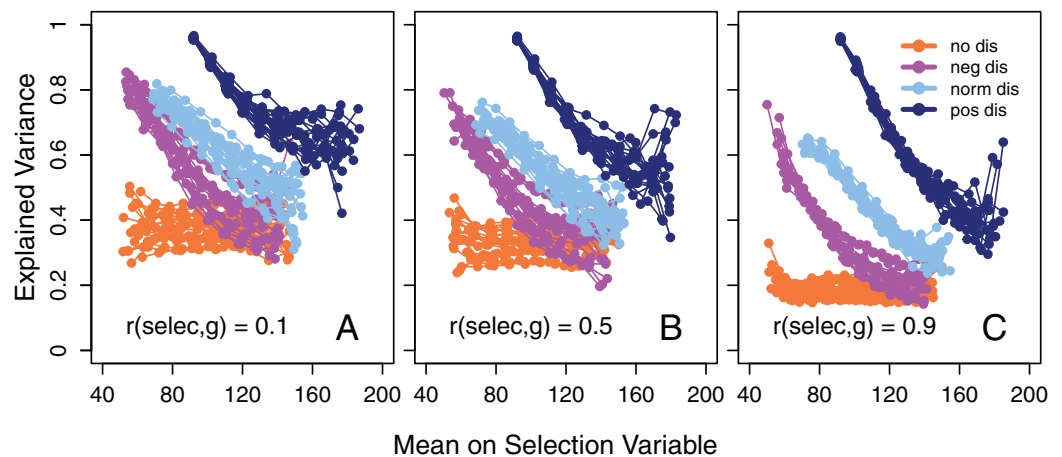 Explained Variance
1
0.8
0.6
0.4
0.2
0
r(selec,g) = 0.1
A
40 80 120 160 200
r(selec,g) = 0.5
B
40 80 120 160 200
no dis
neg dis
norm dis
pos dis
r(selec,g) = 0.9
C
40 80 120 160 200
Mean on Selection Variable